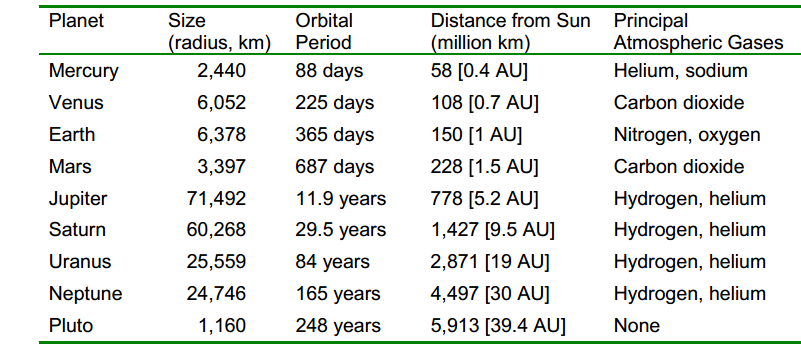 Planet Size Orbital Distance from Sun Principal
(radius, km) Period (million km) Atmospheric Gases
Mercury 2,440 88 days 58 [0.4 AU] Helium, sodium
Venus 6,052 225 days 108 [0.7 AU] Carbon dioxide
Earth 6,378 365 days 150 [1 AU] Nitrogen, oxygen
Mars 3,397 687 days 228 [1.5 AU] Carbon dioxide
Jupiter 71,492 11.9 years 778 [5.2 AU] Hydrogen, helium
Saturn 60,268 29.5 years 1,427 [9.5 AU] Hydrogen, helium
Uranus 25,559 84 years 2,871 [19 AU] Hydrogen, helium
Neptune 24,746 165 years 4,497 [30 AU] Hydrogen, helium
Pluto 1,160 248 years 5,913 [39.4 AU] None